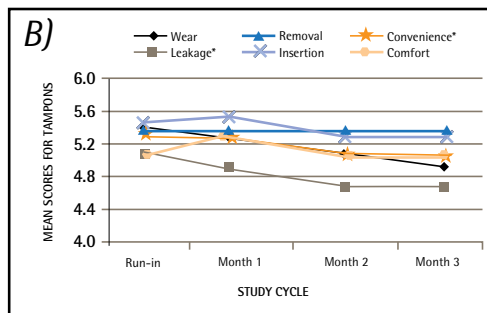 B)
Wear Removal Convenience*
Leakage* Insertion Comfort
MEAN SCORES FOR TAMPONS
6.0
5.6
5.2
4.8
4.4
4.0
Run-in Month 1 Month 2 Month 3
STUDY CYCLE